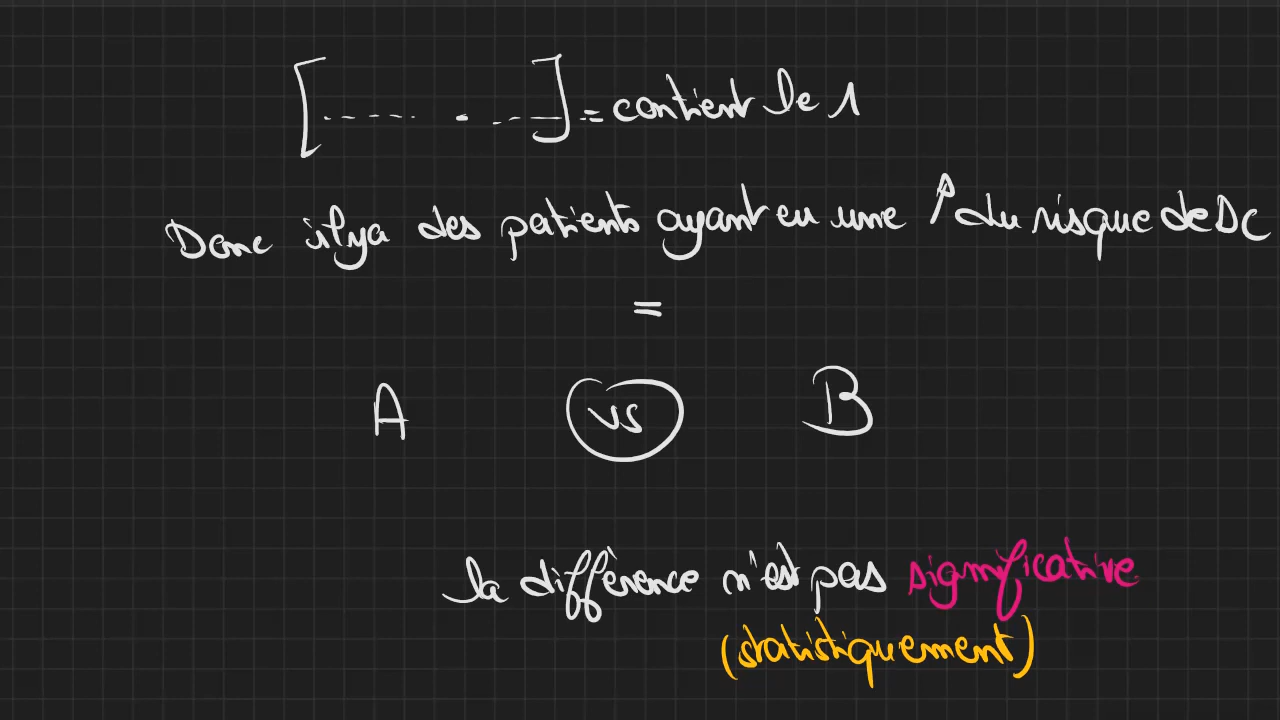 [..... . ....] = contient le 1
Donc il y a des patients ayant eu une ↑ du risque de DC
=
A vs B
la différence n'est pas significative
(statistiquement)